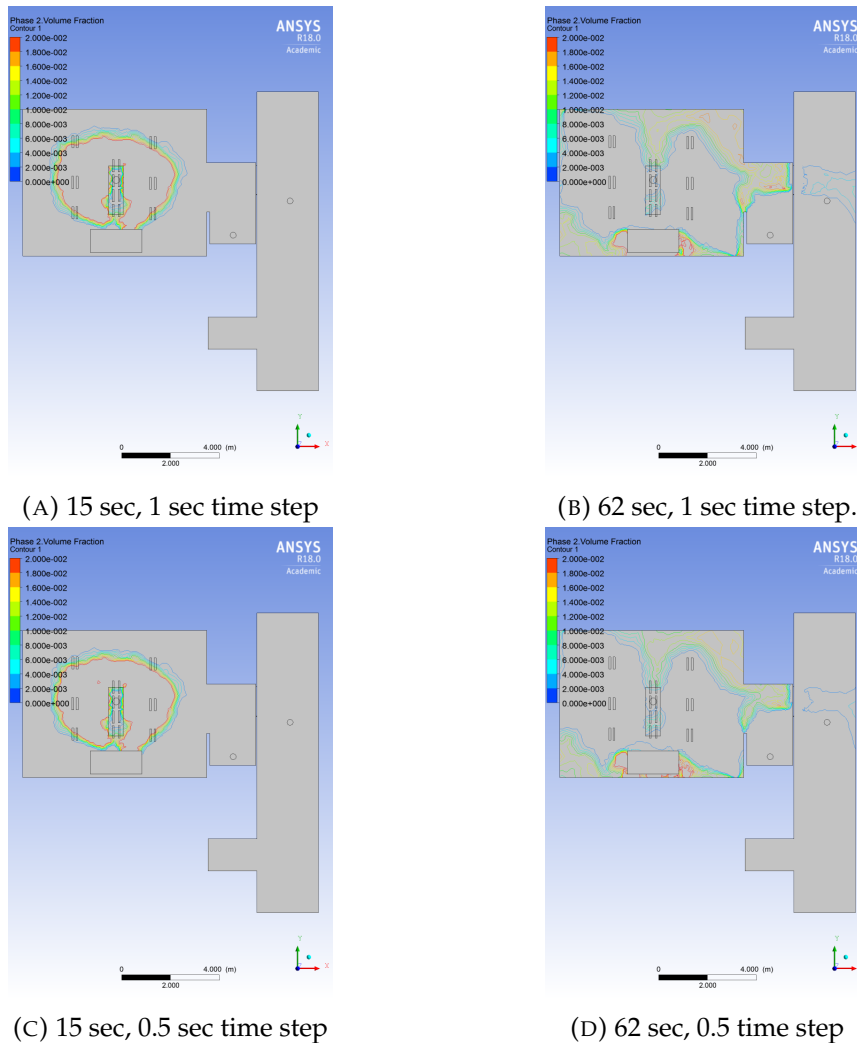 Phase 2.Volume Fraction
Contour 1
2.000e-002
1.800e-002
1.600e-002
1.400e-002
1.200e-002
1.000e-002
8.000e-003
6.000e-003
4.000e-003
2.000e-003
0.000e+000
ANSYS
R18.0
Academic
0 4.000 (m)
2.000
Y
X
Z
(A) 15 sec, 1 sec time step
Phase 2.Volume Fraction
Contour 1
2.000e-002
1.800e-002
1.600e-002
1.400e-002
1.200e-002
1.000e-002
8.000e-003
6.000e-003
4.000e-003
2.000e-003
0.000e+000
ANSYS
R18.0
Academic
0 4.000 (m)
2.000
Y
Z
(B) 62 sec, 1 sec time step.
Phase 2.Volume Fraction
Contour 1
2.000e-002
1.800e-002
1.600e-002
1.400e-002
1.200e-002
1.000e-002
8.000e-003
6.000e-003
4.000e-003
2.000e-003
0.000e+000
ANSYS
R18.0
Academic
0 4.000 (m)
2.000
Y
X
Z
(C) 15 sec, 0.5 sec time step
Phase 2.Volume Fraction
Contour 1
2.000e-002
1.800e-002
1.600e-002
1.400e-002
1.200e-002
1.000e-002
8.000e-003
6.000e-003
4.000e-003
2.000e-003
0.000e+000
ANSYS
R18.0
Academic
0 4.000 (m)
2.000
Y
Z
(D) 62 sec, 0.5 time step